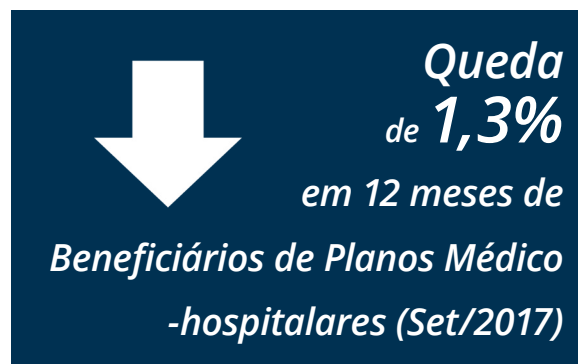 Queda
de 1,3%
em 12 meses de
Beneficiários de Planos Médico
-hospitalares (Set/2017)